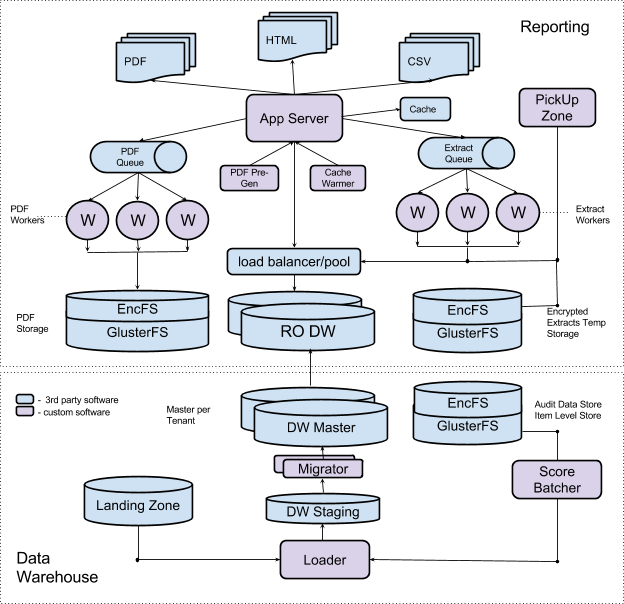 Reporting
HTML
PDF
CSV
App Server
Cache
PickUp
Zone
PDF
Queue
Extract
Queue
PDF Pre-
Gen
Cache
Warmer
PDF
Workers
W
W
W
W
W
W
Extract
Workers
load balancer/pool
PDF
Storage
EncFS
GlusterFS
RO DW
EncFS
GlusterFS
Encrypted
Extracts Temp
Storage
- 3rd party software
- custom software
Master per
Tenant
DW Master
EncFS
GlusterFS
Audit Data Store
Item Level Store
Migrator
Score
Batcher
Landing Zone
DW Staging
Loader
Data
Warehouse